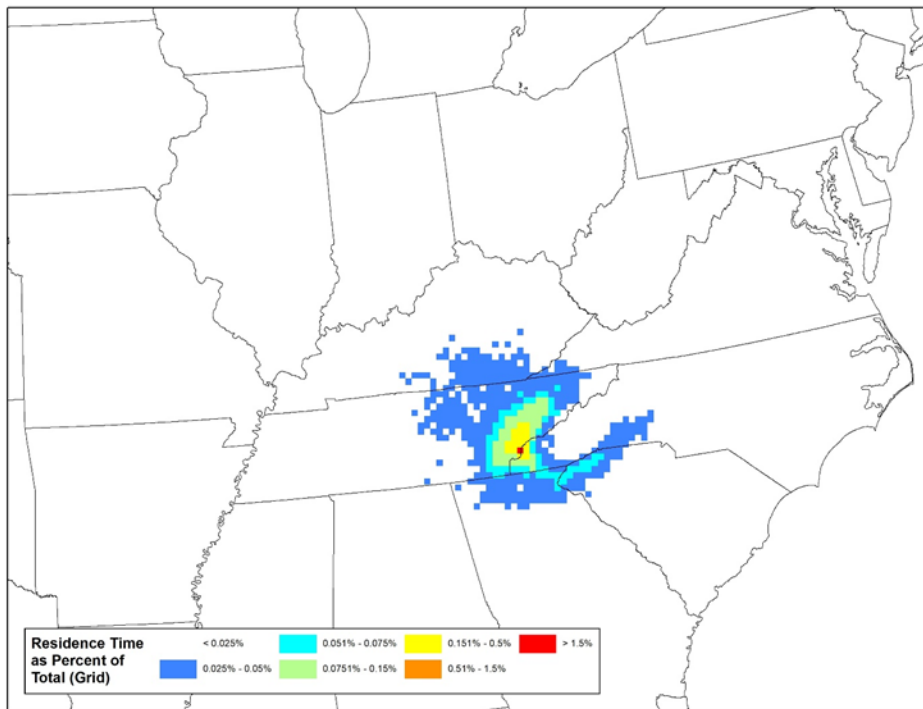 Residence Time
as Percent of
Total (Grid)
< 0.025%
0.051% - 0.075%
0.151% - 0.5%
> 1.5%
0.025% - 0.05%
0.0751% - 0.15%
0.51% - 1.5%